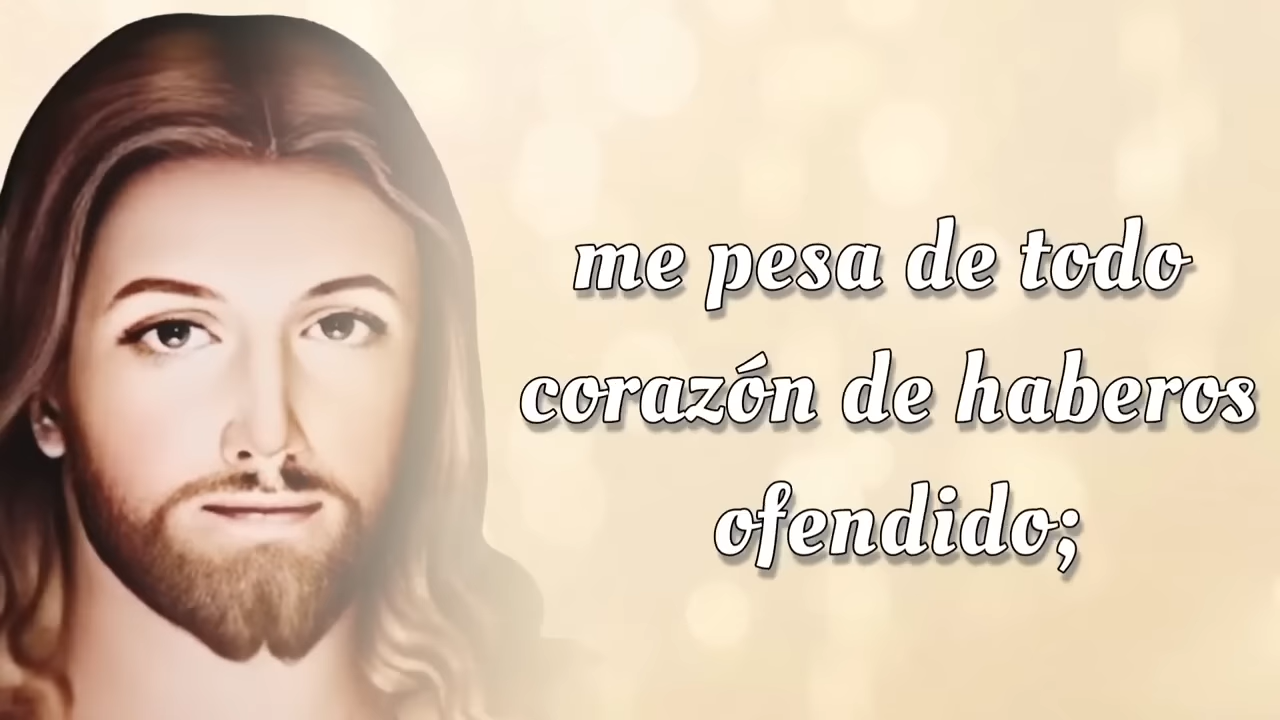 me pesa de todo
corazón de haberos
ofendido;